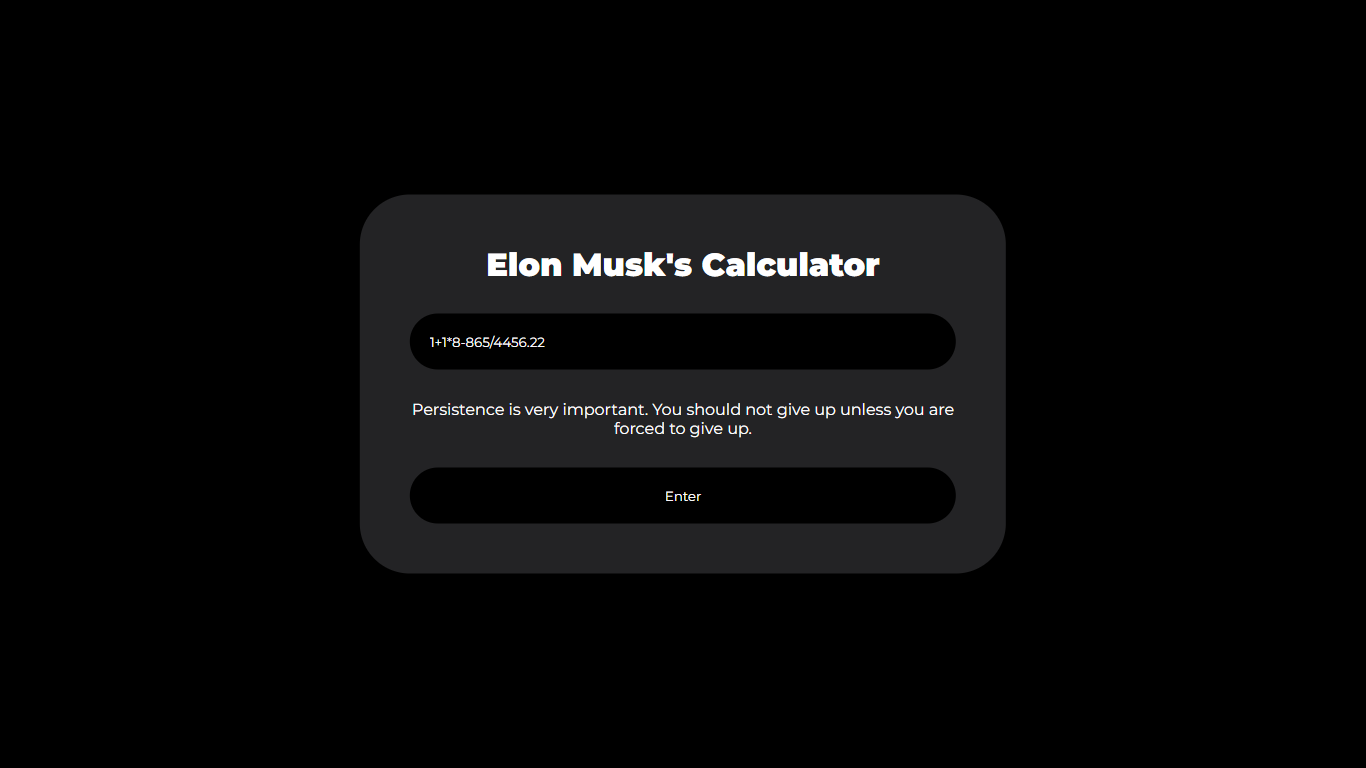 Elon Musk's Calculator
1+1*8-865/4456.22
Persistence is very important. You should not give up unless you are
forced to give up.
Enter